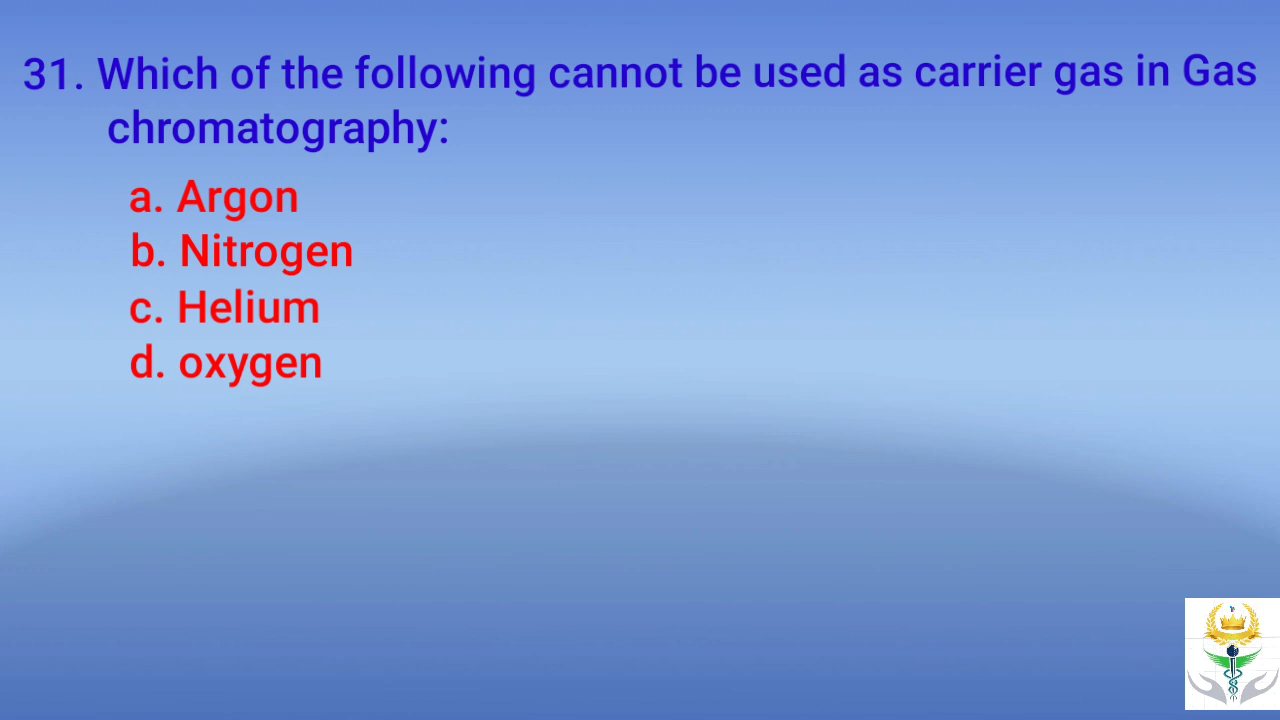 31. Which of the following cannot be used as carrier gas in Gas
chromatography:
a. Argon
b. Nitrogen
c. Helium
d. oxygen